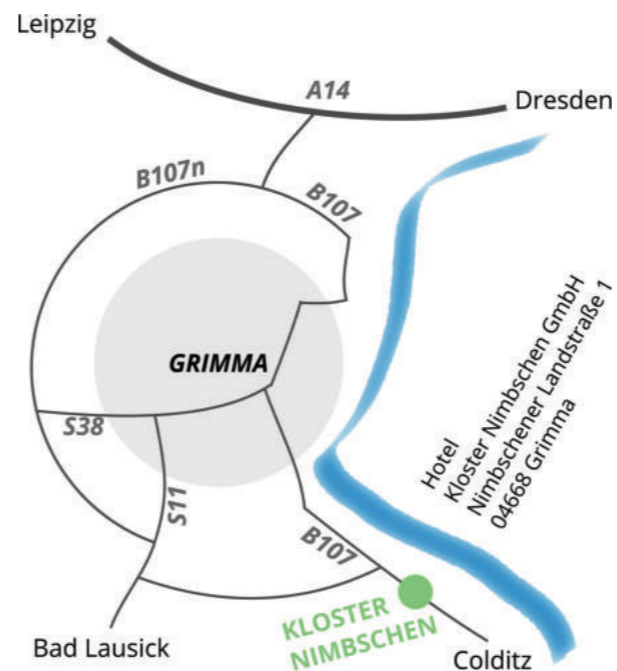 Leipzig
A14
Dresden
B107n
B107
GRIMMA
Hotel
Kloster Nimbschen GmbH
Nimbschener Landstraße 1
04668 Grimma
S38
S11
B107
KLOSTER
NIMBSCHEN
Bad Lausick
Colditz